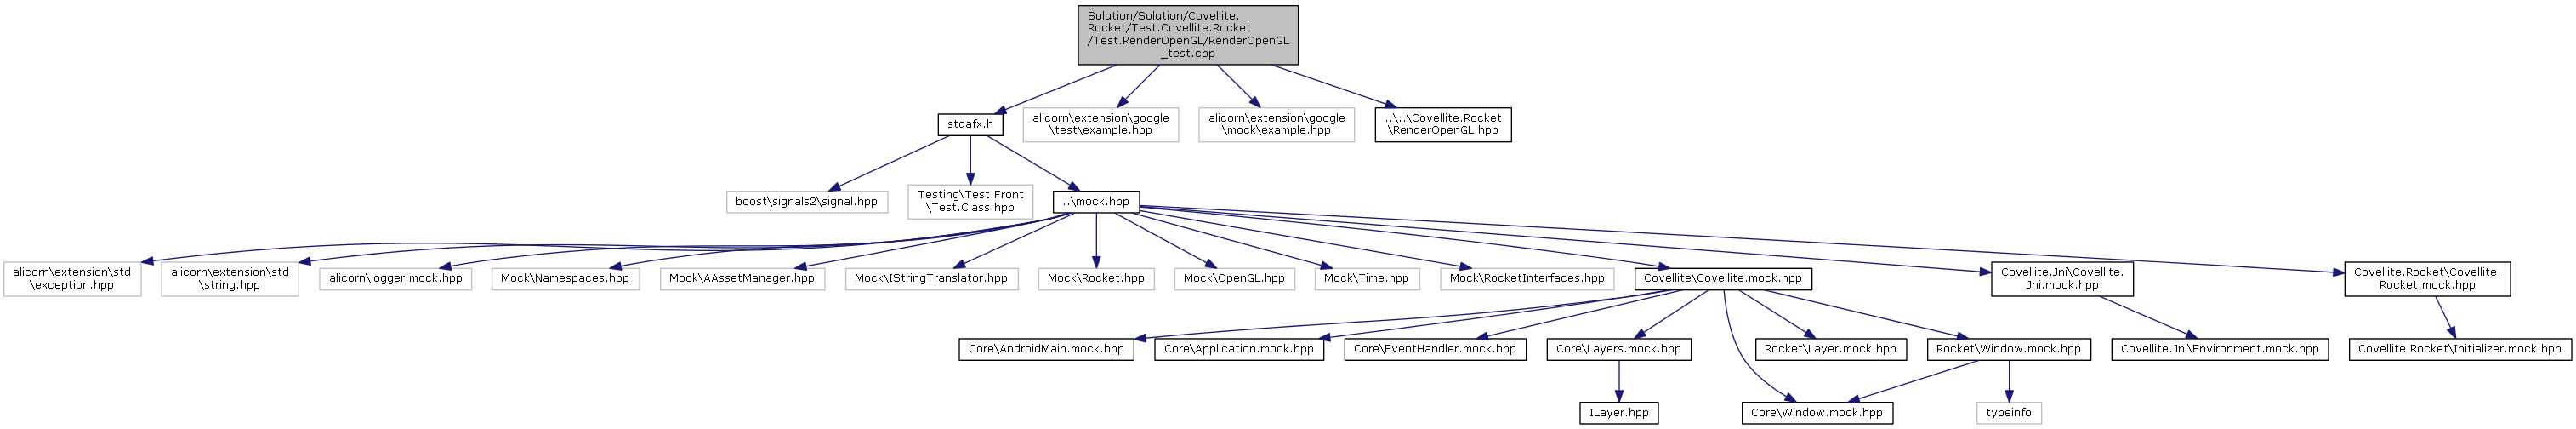 Solution/Solution/Covellite.
Rocket/Test.Covellite.Rocket
/Test.RenderOpenGL/RenderOpenGL
_test.cpp
stdafx.h
alicorn\extension\google
\test\example.hpp
alicorn\extension\google
\mock\example.hpp
..\..\Covellite.Rocket
\RenderOpenGL.hpp
boost\signals2\signal.hpp
Testing\Test.Front
\Test.Class.hpp
..\mock.hpp
alicorn\extension\std
\exception.hpp
alicorn\extension\std
\string.hpp
alicorn\logger.mock.hpp
Mock\Namespaces.hpp
Mock\AAssetManager.hpp
Mock\IStringTranslator.hpp
Mock\Rocket.hpp
Mock\OpenGL.hpp
Mock\Time.hpp
Mock\RocketInterfaces.hpp
Covellite\Covellite.mock.hpp
Covellite.Jni\Covellite.
Jni.mock.hpp
Covellite.Rocket\Covellite.
Rocket.mock.hpp
Core\AndroidMain.mock.hpp
Core\Application.mock.hpp
Core\EventHandler.mock.hpp
Core\Layers.mock.hpp
Rocket\Layer.mock.hpp
Rocket\Window.mock.hpp
Covellite.Jni\Environment.mock.hpp
Covellite.Rocket\Initializer.mock.hpp
ILayer.hpp
Core\Window.mock.hpp
typeinfo